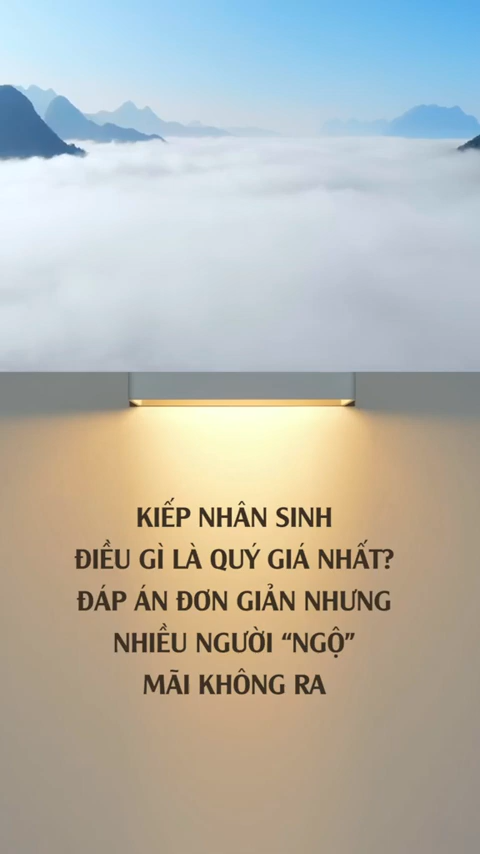 KIẾP NHÂN SINH
ĐIỀU GÌ LÀ QUÝ GIÁ NHẤT?
ĐÁP ÁN ĐƠN GIẢN NHƯNG
NHIỀU NGƯỜI “NGỘ”
MÃI KHÔNG RA